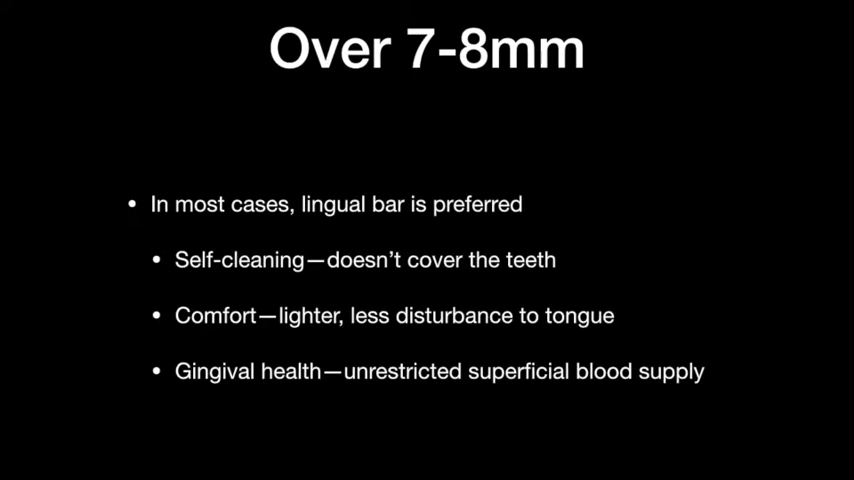 Over 7-8mm
• In most cases, lingual bar is preferred
• Self-cleaning—doesn’t cover the teeth
• Comfort—lighter, less disturbance to tongue
• Gingival health—unrestricted superficial blood supply